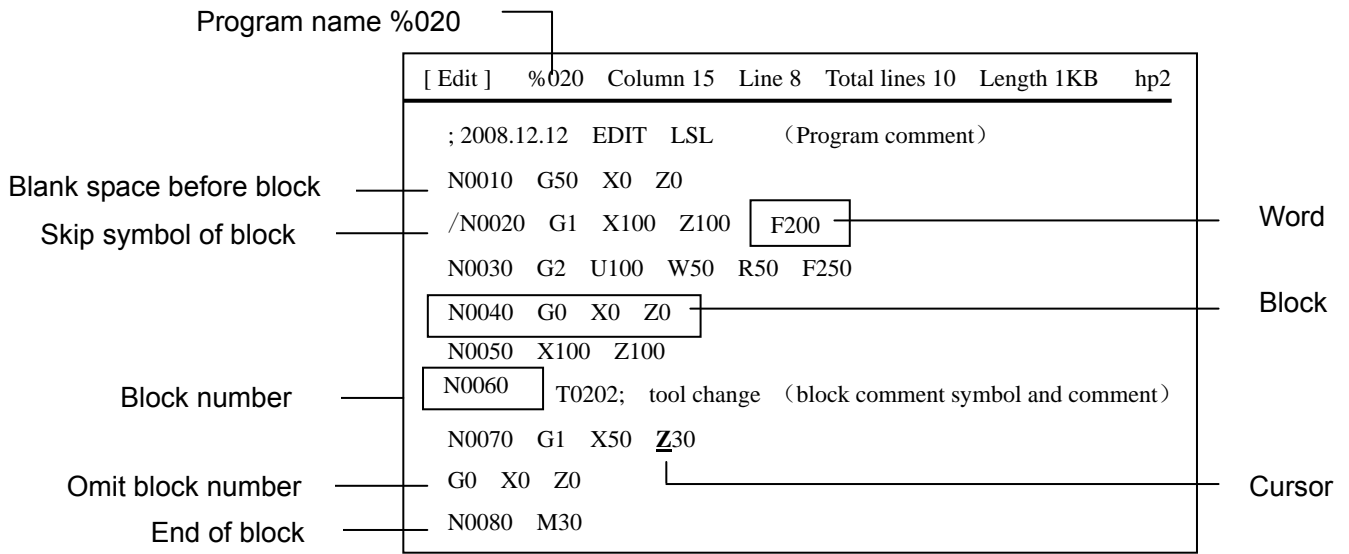 Program name %020
[ Edit ] %020 Column 15 Line 8 Total lines 10 Length 1KB hp2
; 2008.12.12 EDIT LSL （Program comment）
Blank space before block N0010 G50 X0 Z0
Skip symbol of block /N0020 G1 X100 Z100 F200 Word
N0030 G2 U100 W50 R50 F250
N0040 G0 X0 Z0 Block
N0050 X100 Z100
Block number N0060 T0202; tool change （block comment symbol and comment）
N0070 G1 X50 Z30
Omit block number G0 X0 Z0 Cursor
End of block N0080 M30